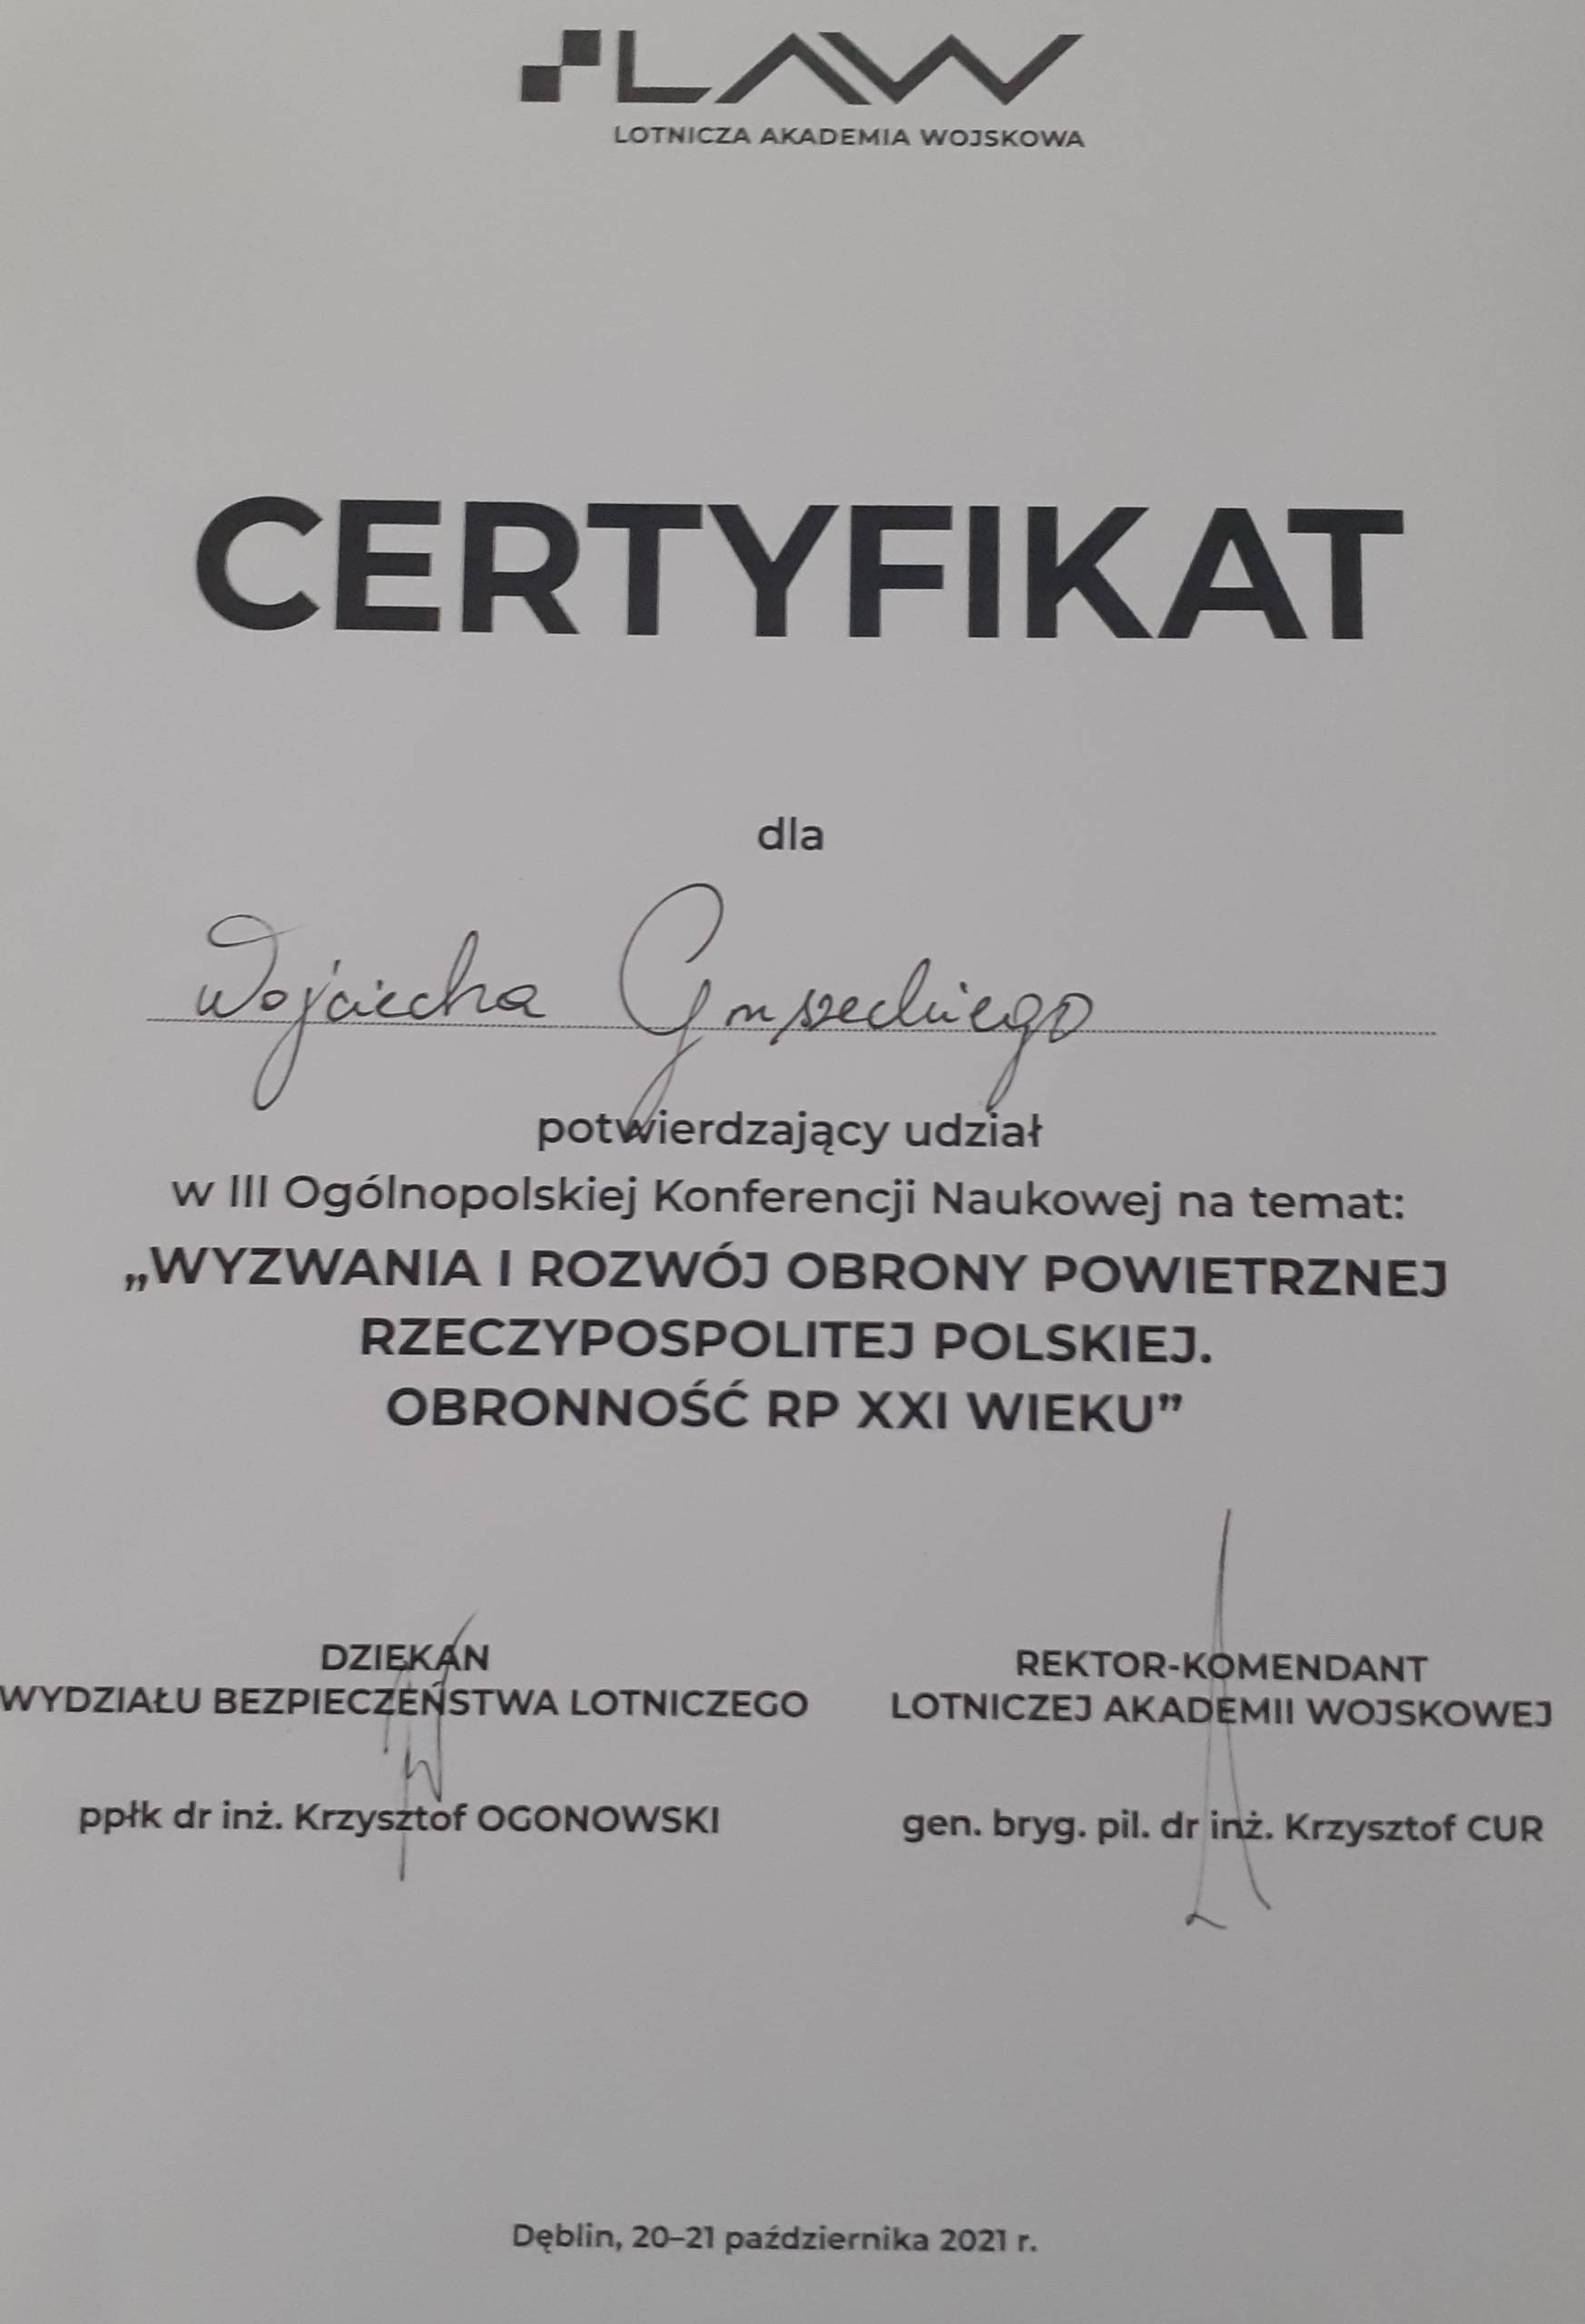 LAW
LOTNICZA AKADEMIA WOJSKOWA
CERTYFIKAT
dla
Wojciecha
potwierdzający udział
w III Ogólnopolskiej Konferencji Naukowej na temat:
„WYZWANIA I ROZWÓJ OBRONY POWIETRZNEJ
RZECZYPOSPOLITEJ POLSKIEJ.
OBRONNOŚĆ RP XXI WIEKU”
DZIEKAN
WYDZIAŁU BEZPIECZEŃSTWA LOTNICZEGO
ppłk dr inż. Krzysztof OGONOWSKI
REKTOR-KOMENDANT
LOTNICZEJ AKADEMII WOJSKOWEJ
gen. bryg. pil. dr inż. Krzysztof CUR
Dęblin, 20–21 października 2021 r.